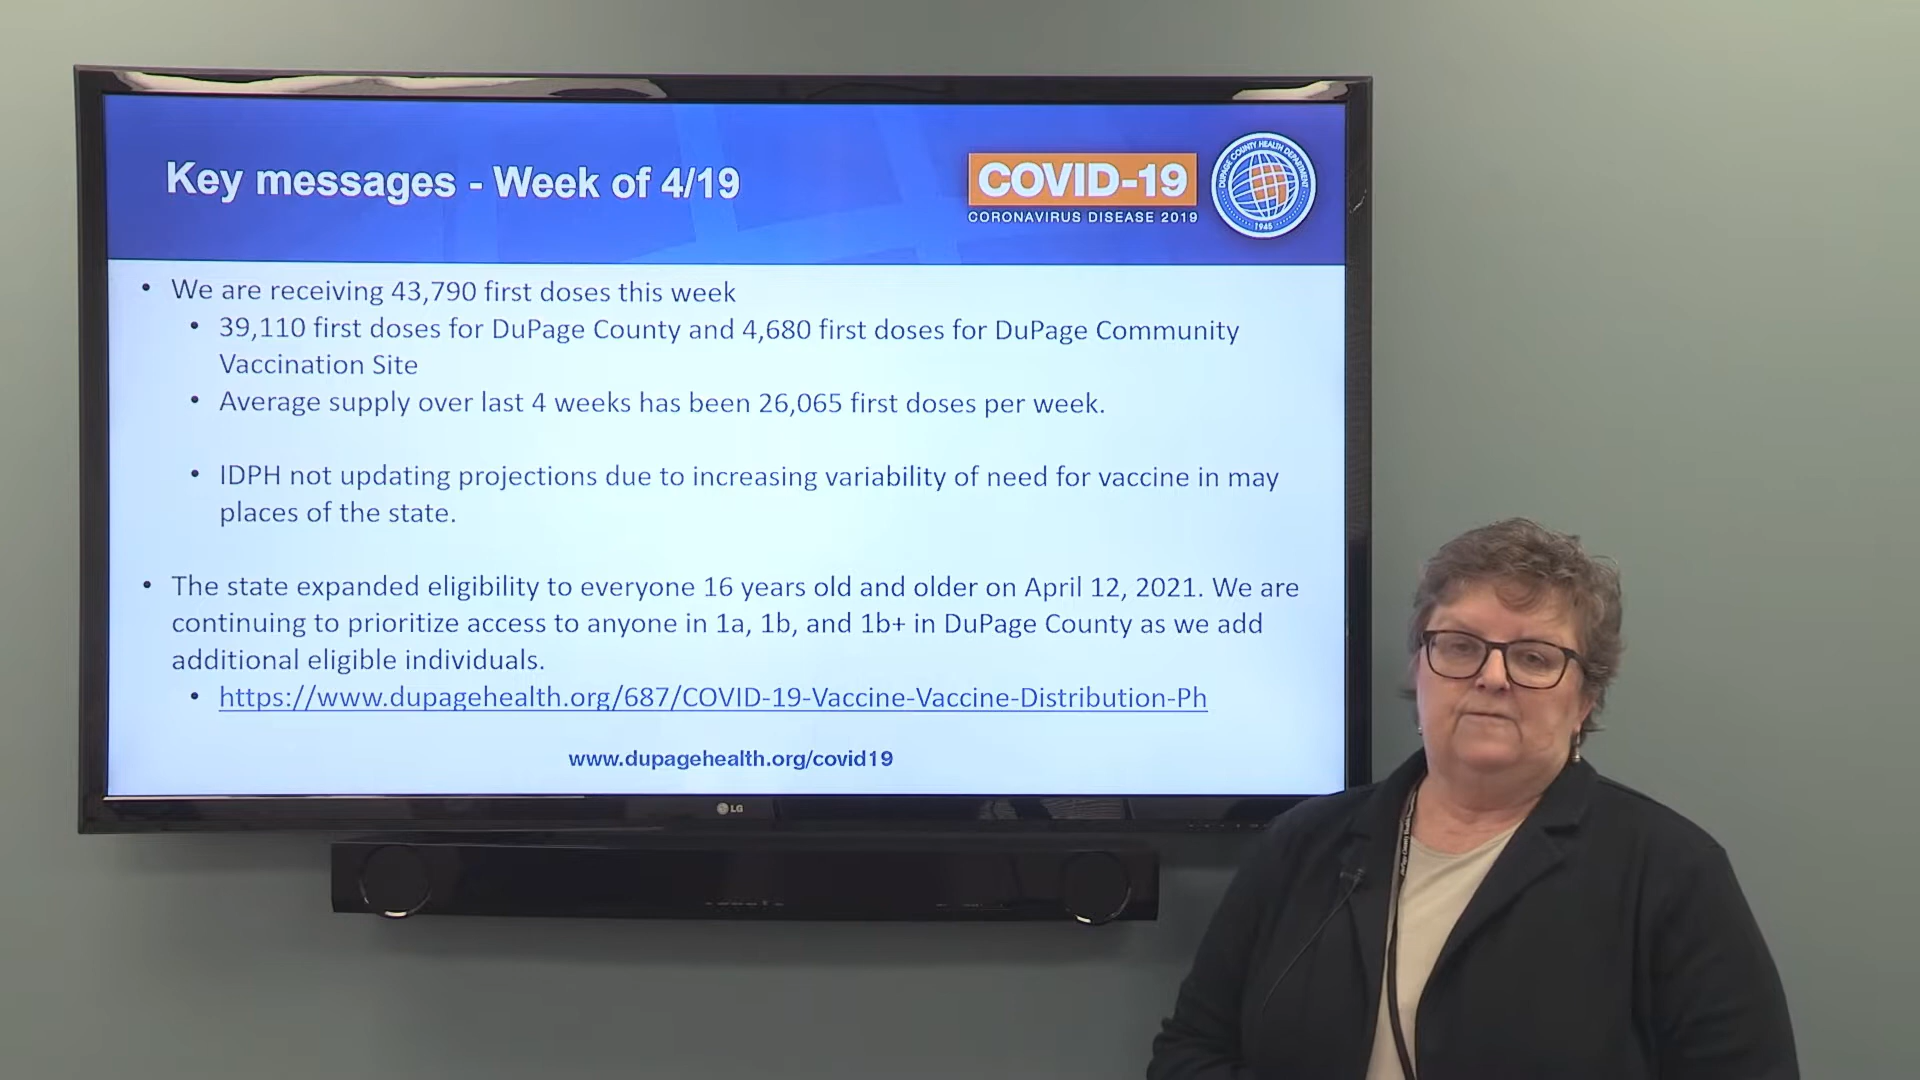 Key messages - Week of 4/19
COVID-19
CORONAVIRUS DISEASE 2019
DUPAGE COUNTY HEALTH DEPARTMENT
1945
• We are receiving 43,790 first doses this week
• 39,110 first doses for DuPage County and 4,680 first doses for DuPage Community
Vaccination Site
• Average supply over last 4 weeks has been 26,065 first doses per week.
• IDPH not updating projections due to increasing variability of need for vaccine in may
places of the state.
• The state expanded eligibility to everyone 16 years old and older on April 12, 2021. We are
continuing to prioritize access to anyone in 1a, 1b, and 1b+ in DuPage County as we add
additional eligible individuals.
• https://www.dupagehealth.org/687/COVID-19-Vaccine-Vaccine-Distribution-Ph
www.dupagehealth.org/covid19
LG